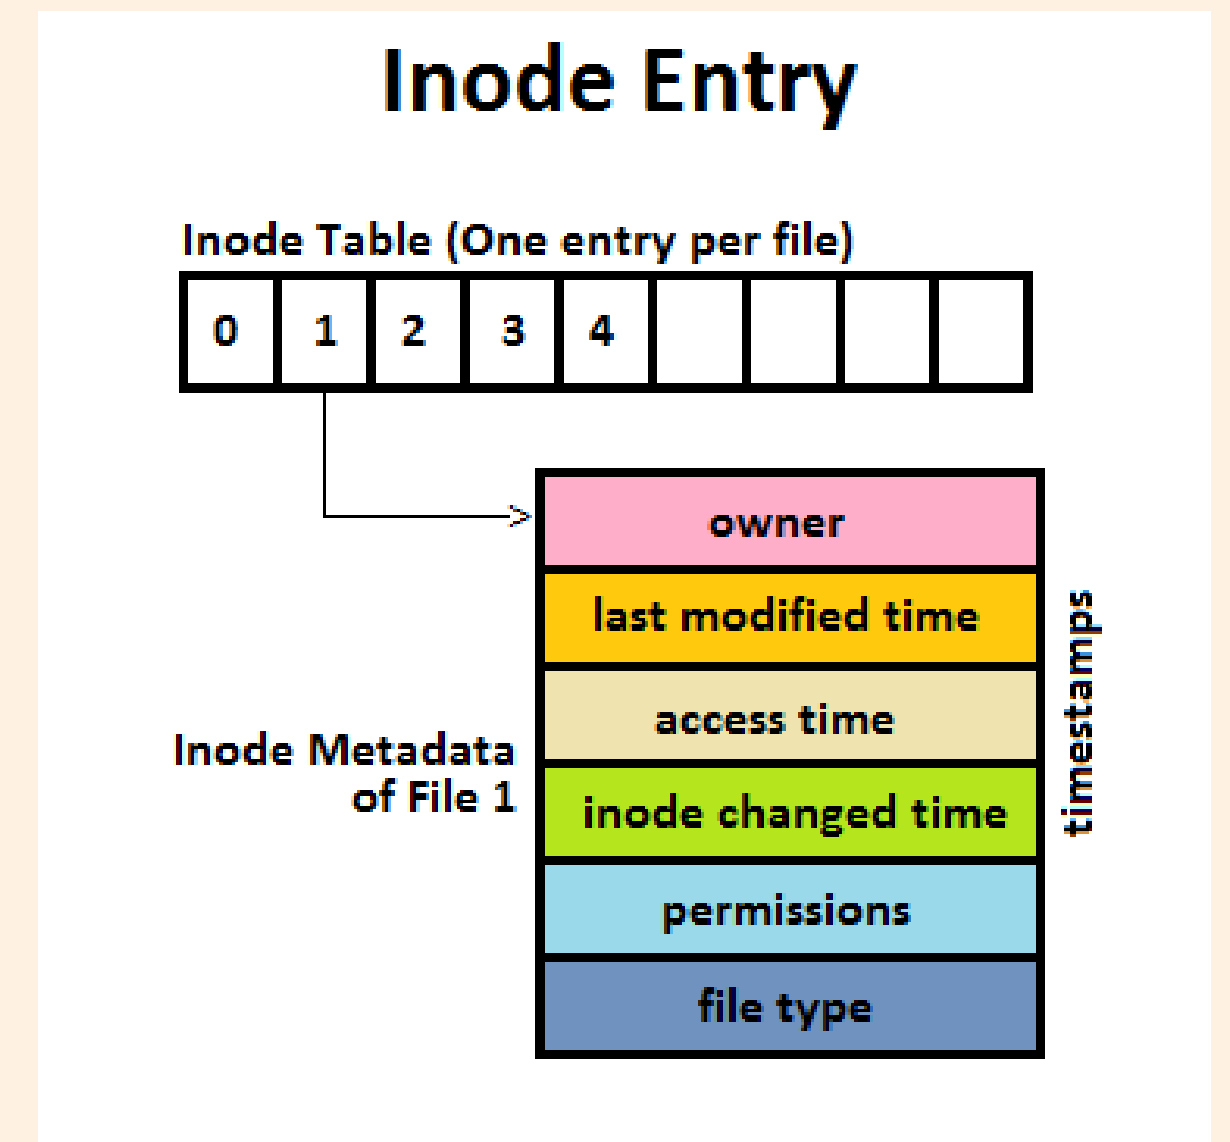 Inode Entry
Inode Table (One entry per file)
0 1 2 3 4
owner
last modified time
access time
inode changed time
permissions
file type
Inode Metadata
of File 1
timestamps